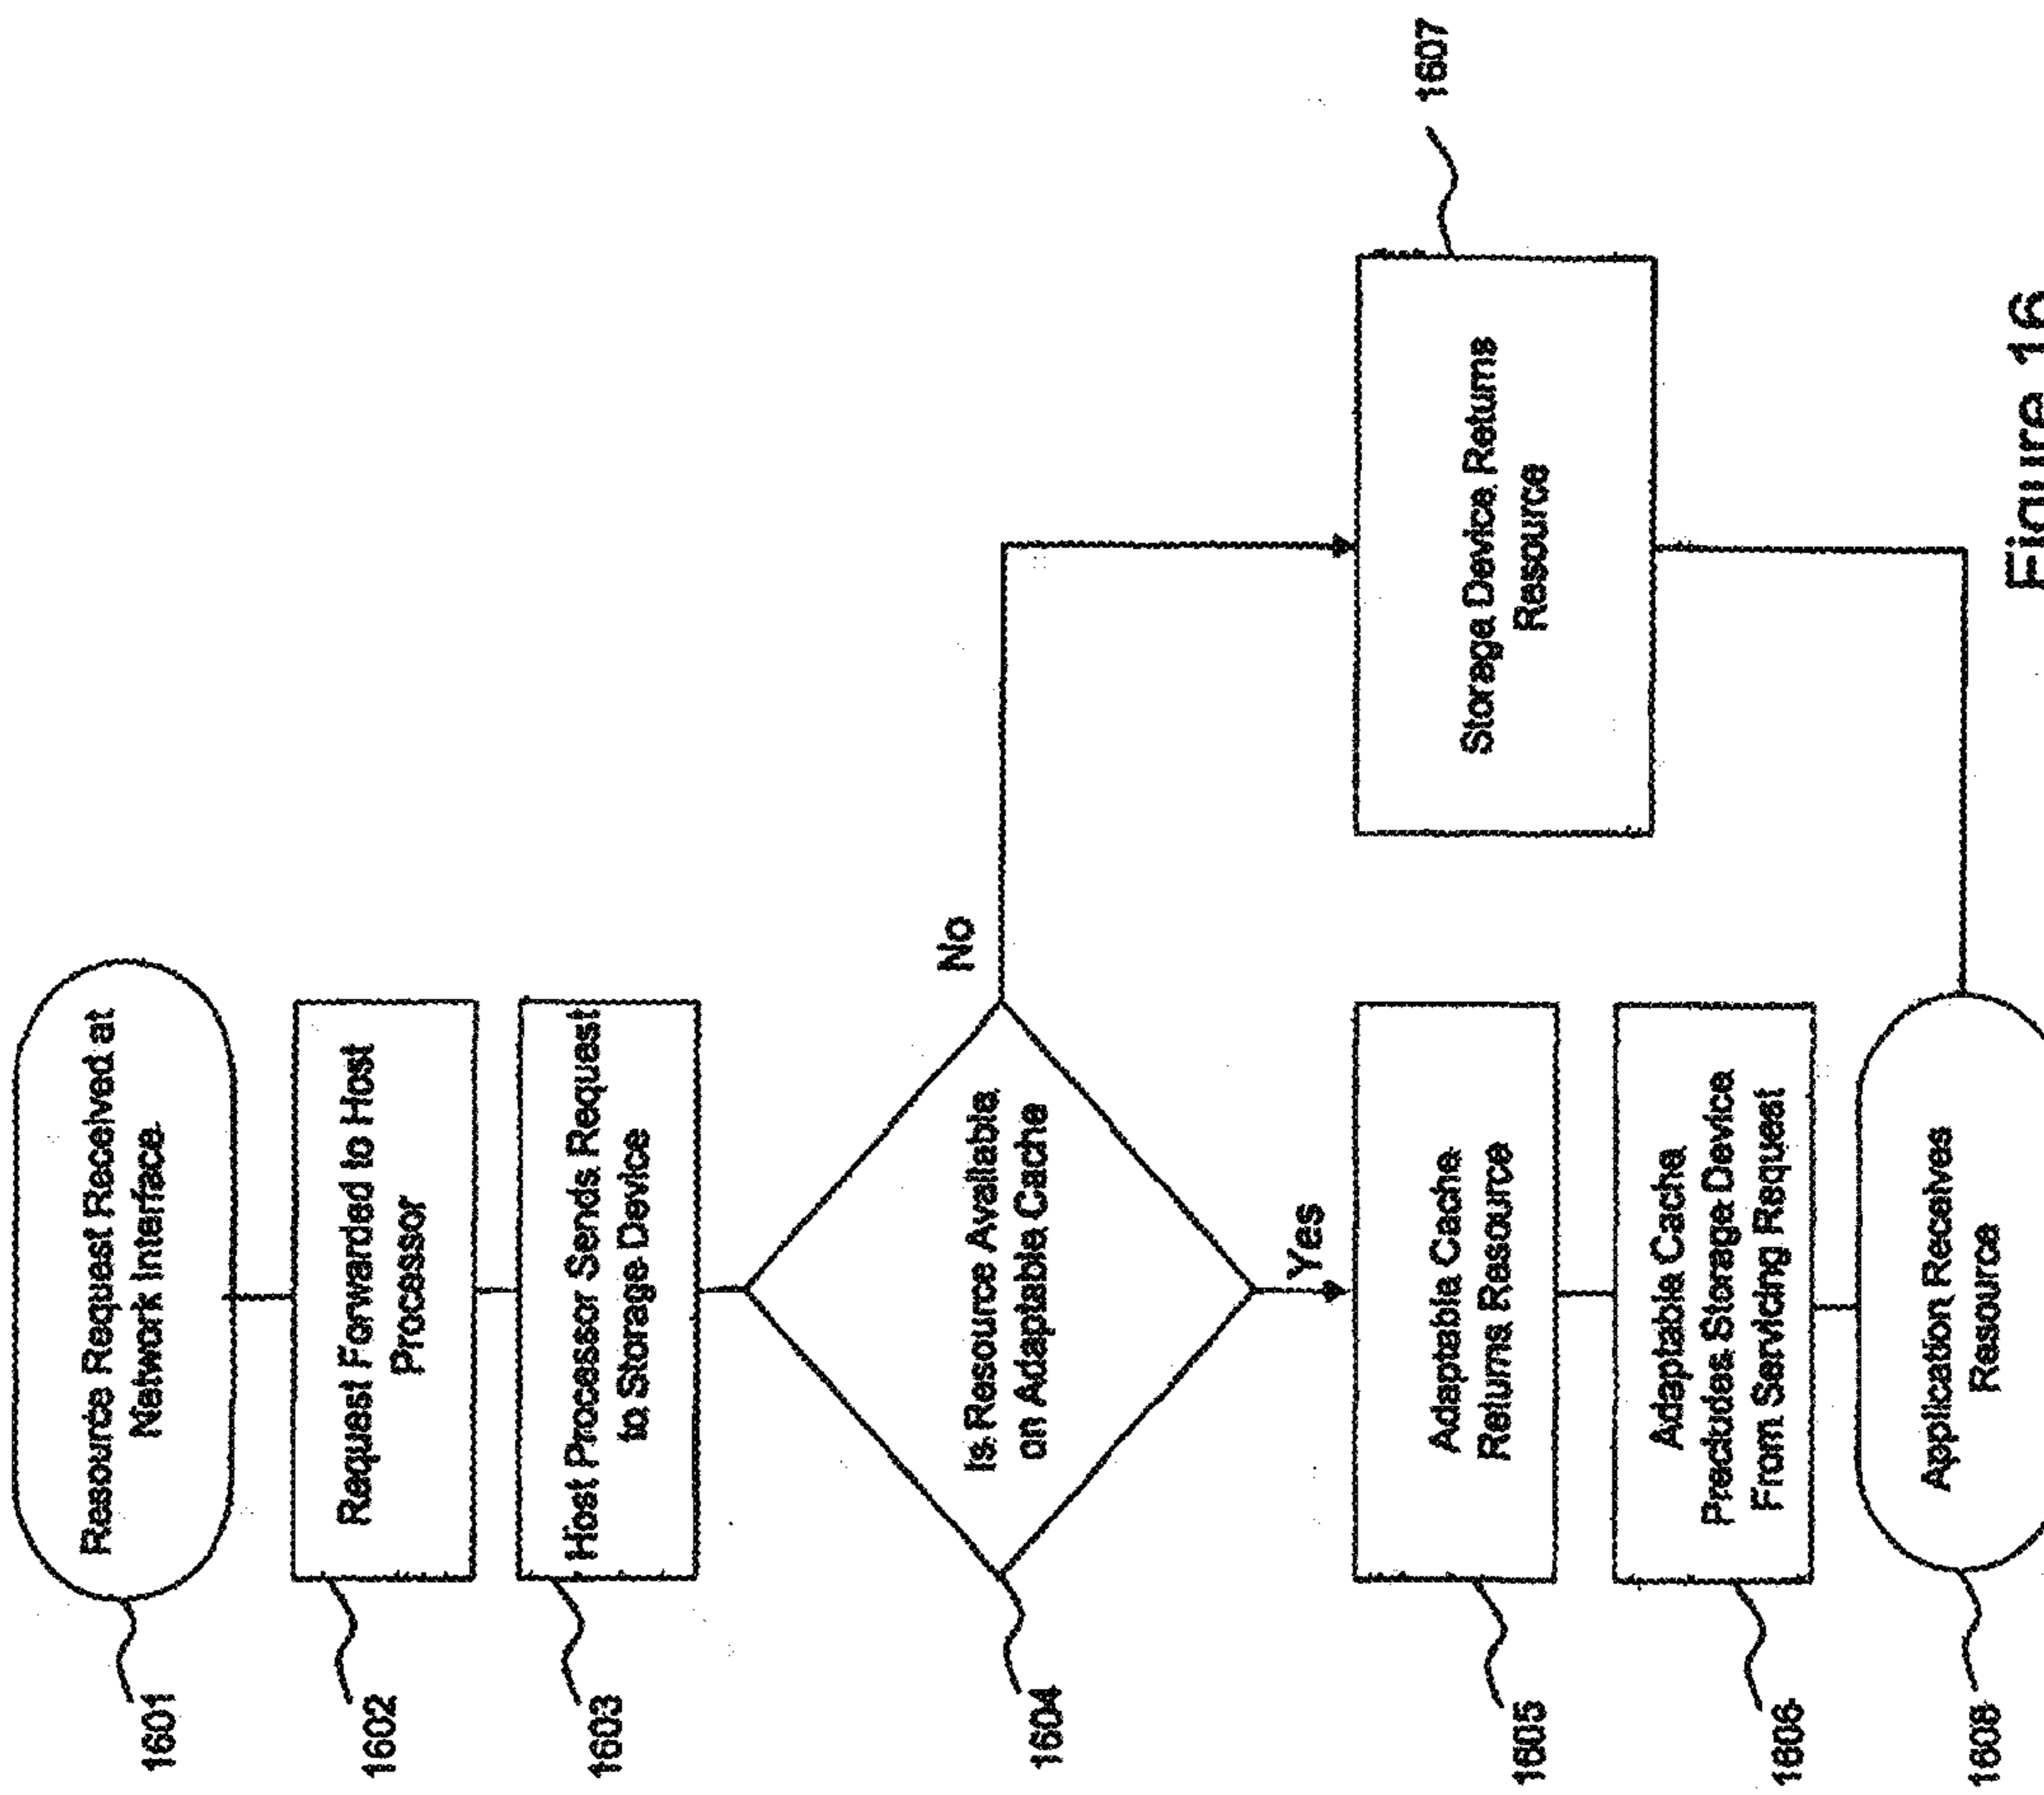 1601
Resource Request Received at
Network Interface
1602
Request Forwarded to Host
Processor
1603
Host Processor Sends Request
to Storage Device
1604
Is Resource Available
on Adaptable Cache
No
Yes
1605
Adaptable Cache
Returns Resource
1606
Adaptable Cache
Precludes Storage Device
From Servicing Request
Storage Device Returns
Resource
1607
1608
Application Receives
Resource
Figure 16